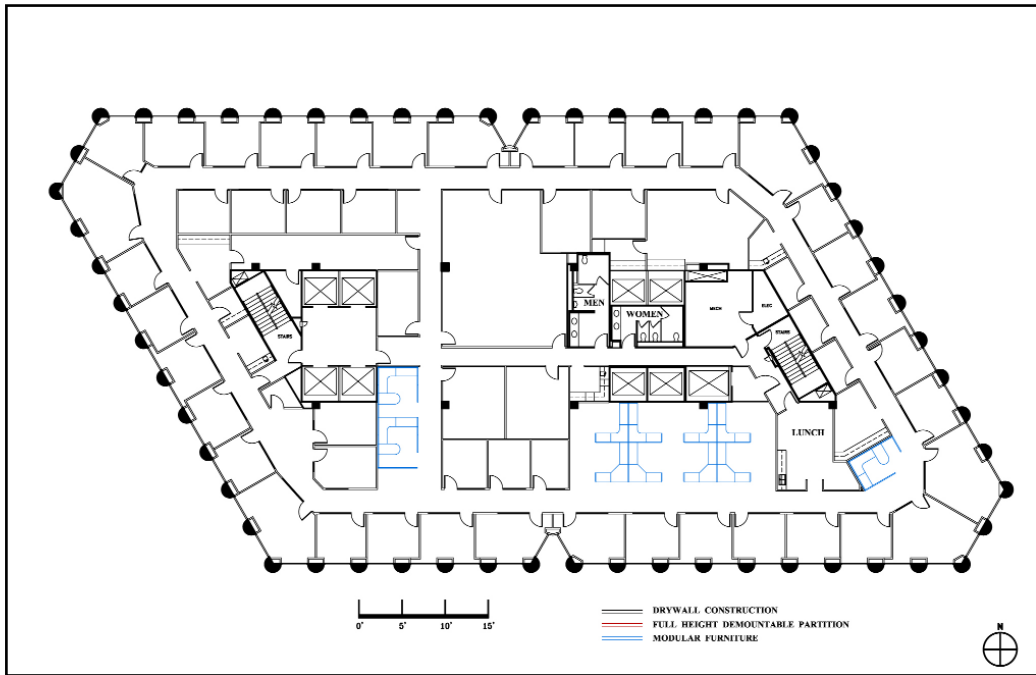 MEN
WOMEN
MECH
ELEC
STAIRS
STAIRS
LUNCH
0' 5' 10' 15'
DRYWALL CONSTRUCTION
FULL HEIGHT DEMOUNTABLE PARTITION
MODULAR FURNITURE
N